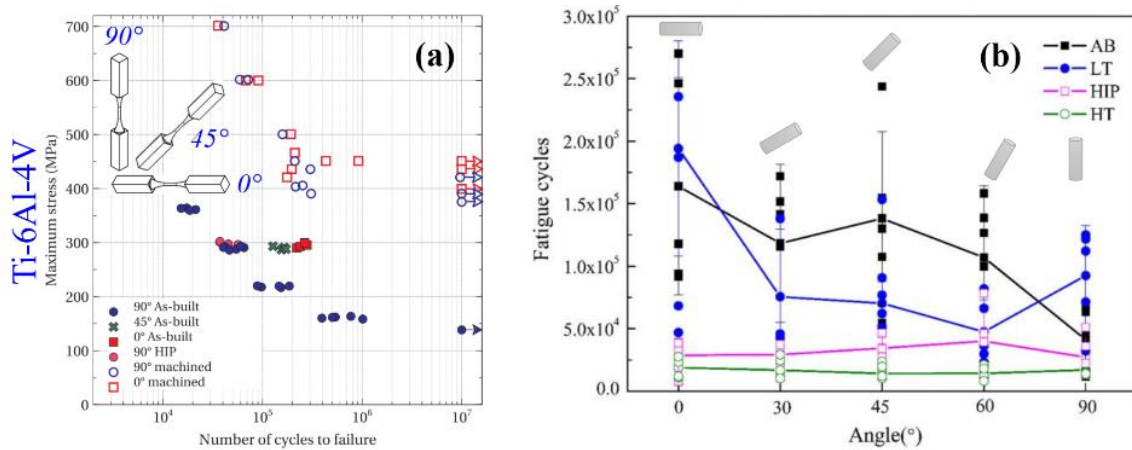 Ti-6Al-4V
(a)
Maximum stress (MPa)
700
600
500
400
300
200
100
0
90°
45°
0°
90° As-built
45° As-built
0° As-built
90° HIP
90° machined
0° machined
10⁴
10⁵
10⁶
10⁷
Number of cycles to failure
(b)
Fatigue cycles
3.0x10⁵
2.5x10⁵
2.0x10⁵
1.5x10⁵
1.0x10⁵
5.0x10⁴
0.0
AB
LT
HIP
HT
0
30
45
60
90
Angle(°)